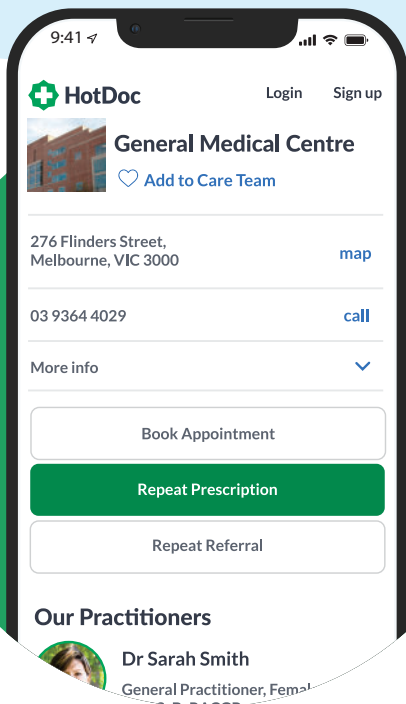 9:41
HotDoc
Login
Sign up
General Medical Centre
Add to Care Team
276 Flinders Street,
Melbourne, VIC 3000
map
03 9364 4029
call
More info
Book Appointment
Repeat Prescription
Repeat Referral
Our Practitioners
Dr Sarah Smith
General Practitioner,